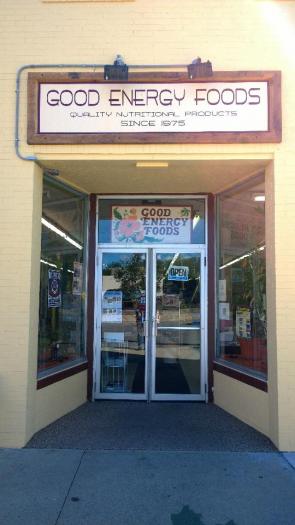 GOOD ENERGY FOODS
QUALITY NUTRITIONAL PRODUCTS
SINCE 1975
GOOD
ENERGY
FOODS
OPEN